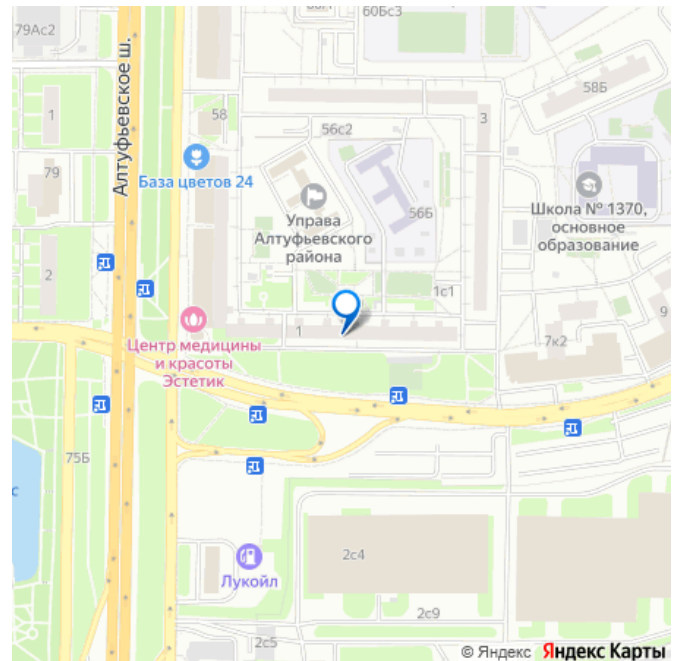 60Бс3
79Ас2
Алтуфьевское ш.
58Б
1
58
56с2
3
База цветов 24
79
56Б
Управа
Алтуфьевского
района
Школа № 1370,
основное
образование
2
1с1
1
9
7к2
Центр медицины
и красоты
Эстетик
75Б
с
2с4
Лукойл
2с9
2с5
© Яндекс Яндекс Карты